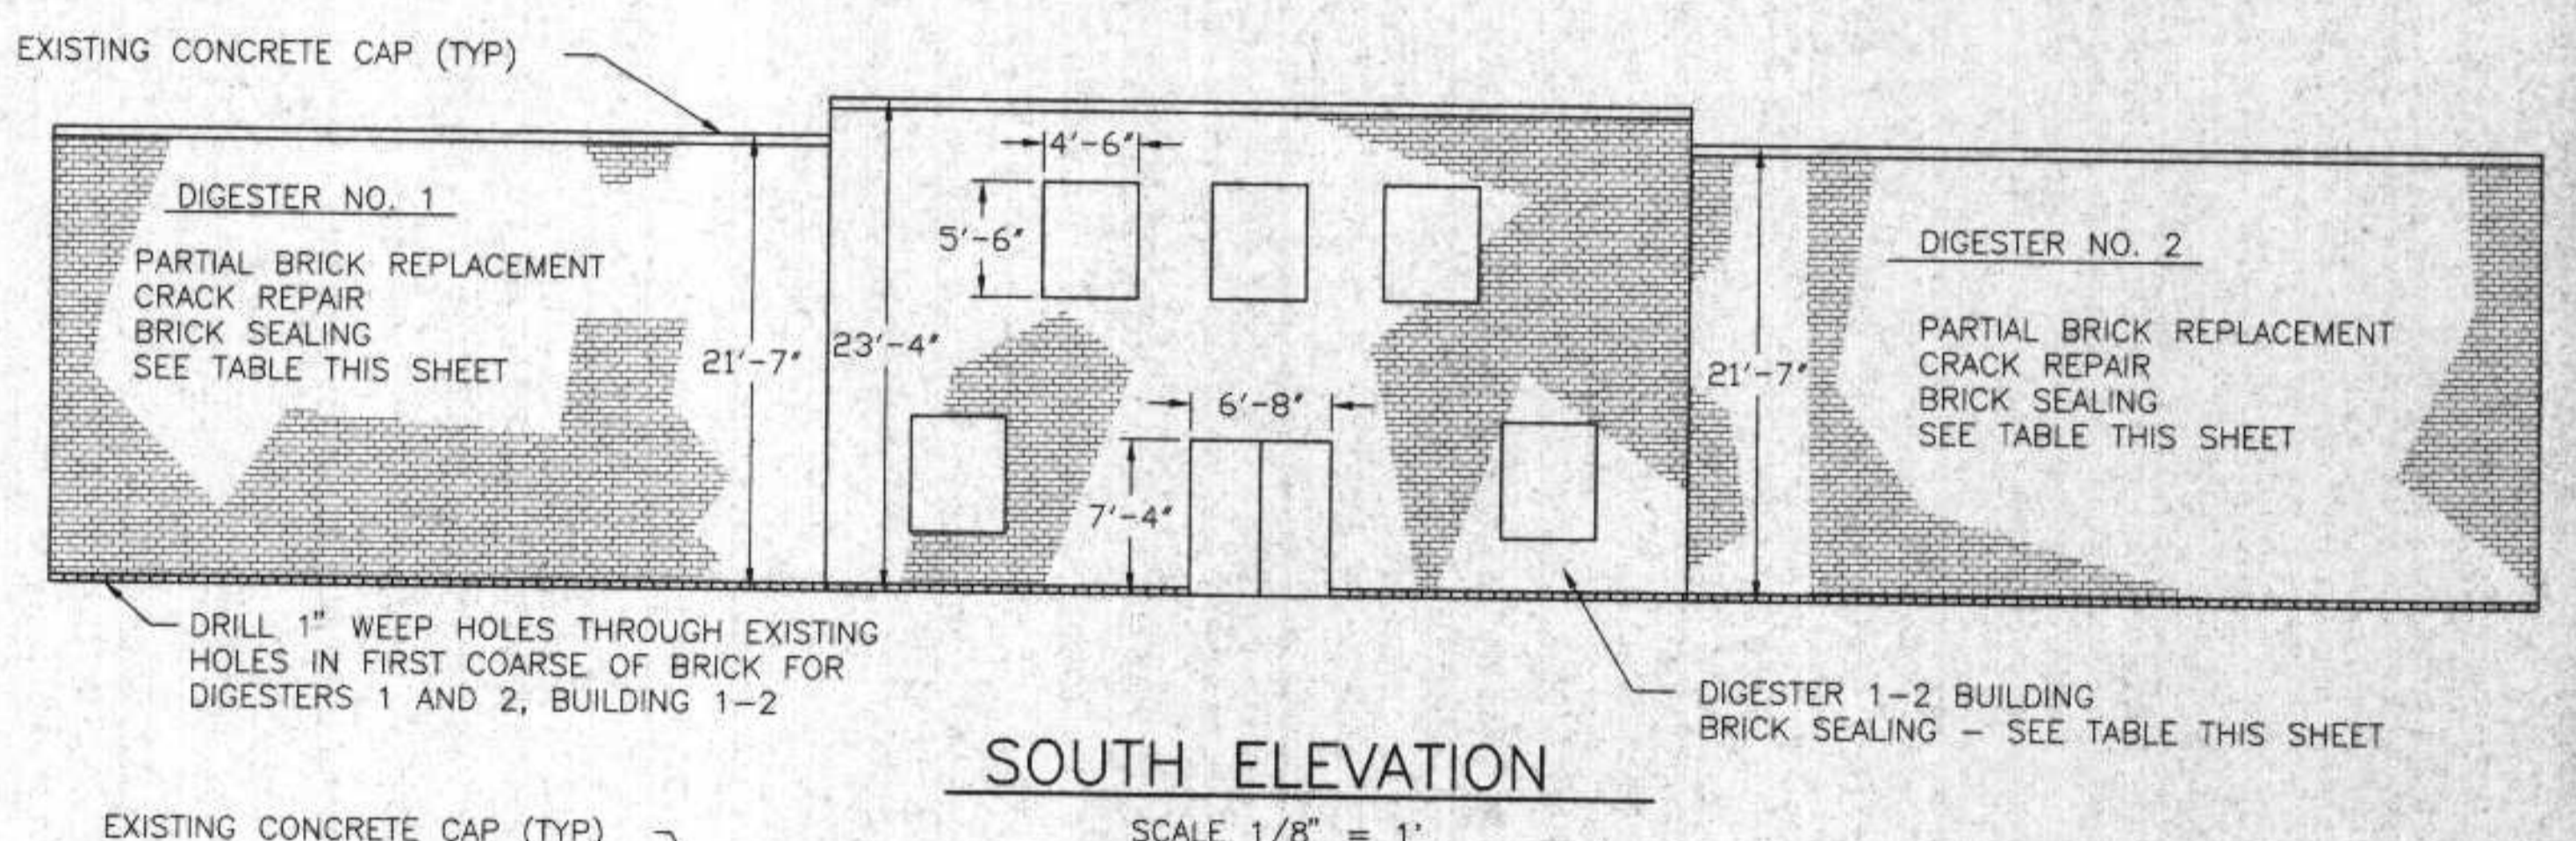 EXISTING CONCRETE CAP (TYP)
4'-6"
DIGESTER NO. 1
5'-6"
DIGESTER NO. 2
PARTIAL BRICK REPLACEMENT
CRACK REPAIR
BRICK SEALING
SEE TABLE THIS SHEET
21'-7"
23'-4"
6'-8"
7'-4"
21'-7"
PARTIAL BRICK REPLACEMENT
CRACK REPAIR
BRICK SEALING
SEE TABLE THIS SHEET
DRILL 1" WEEP HOLES THROUGH EXISTING
HOLES IN FIRST COARSE OF BRICK FOR
DIGESTERS 1 AND 2, BUILDING 1-2
DIGESTER 1-2 BUILDING
BRICK SEALING - SEE TABLE THIS SHEET
SOUTH ELEVATION
EXISTING CONCRETE CAP (TYP)
SCALE 1/8" = 1'